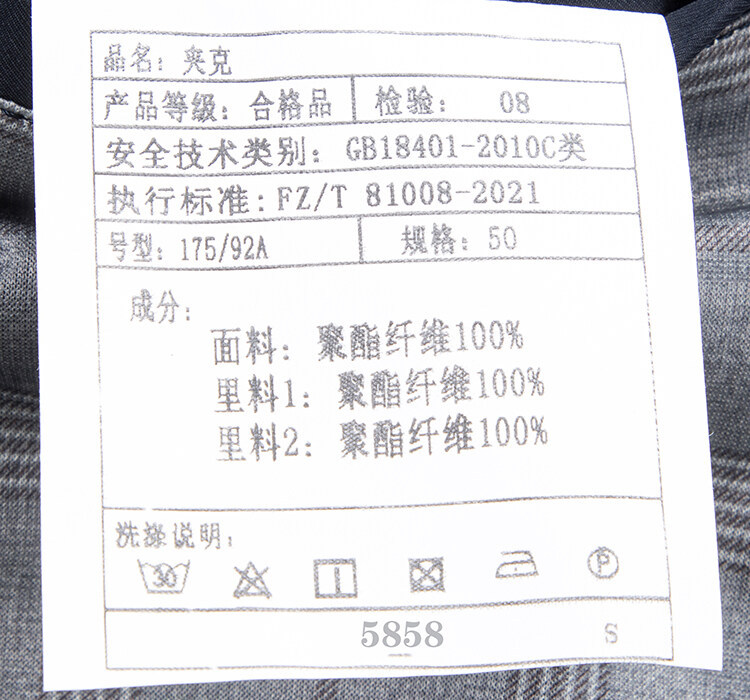 品名：夹克
产品等级：合格品 检验：08
安全技术类别：GB18401-2010C类
执行标准：FZ/T 81008-2021
号型：175/92A 规格：50
成分：
面料：聚酯纤维100%
里料1：聚酯纤维100%
里料2：聚酯纤维100%
洗涤说明：
30 P
5858 S